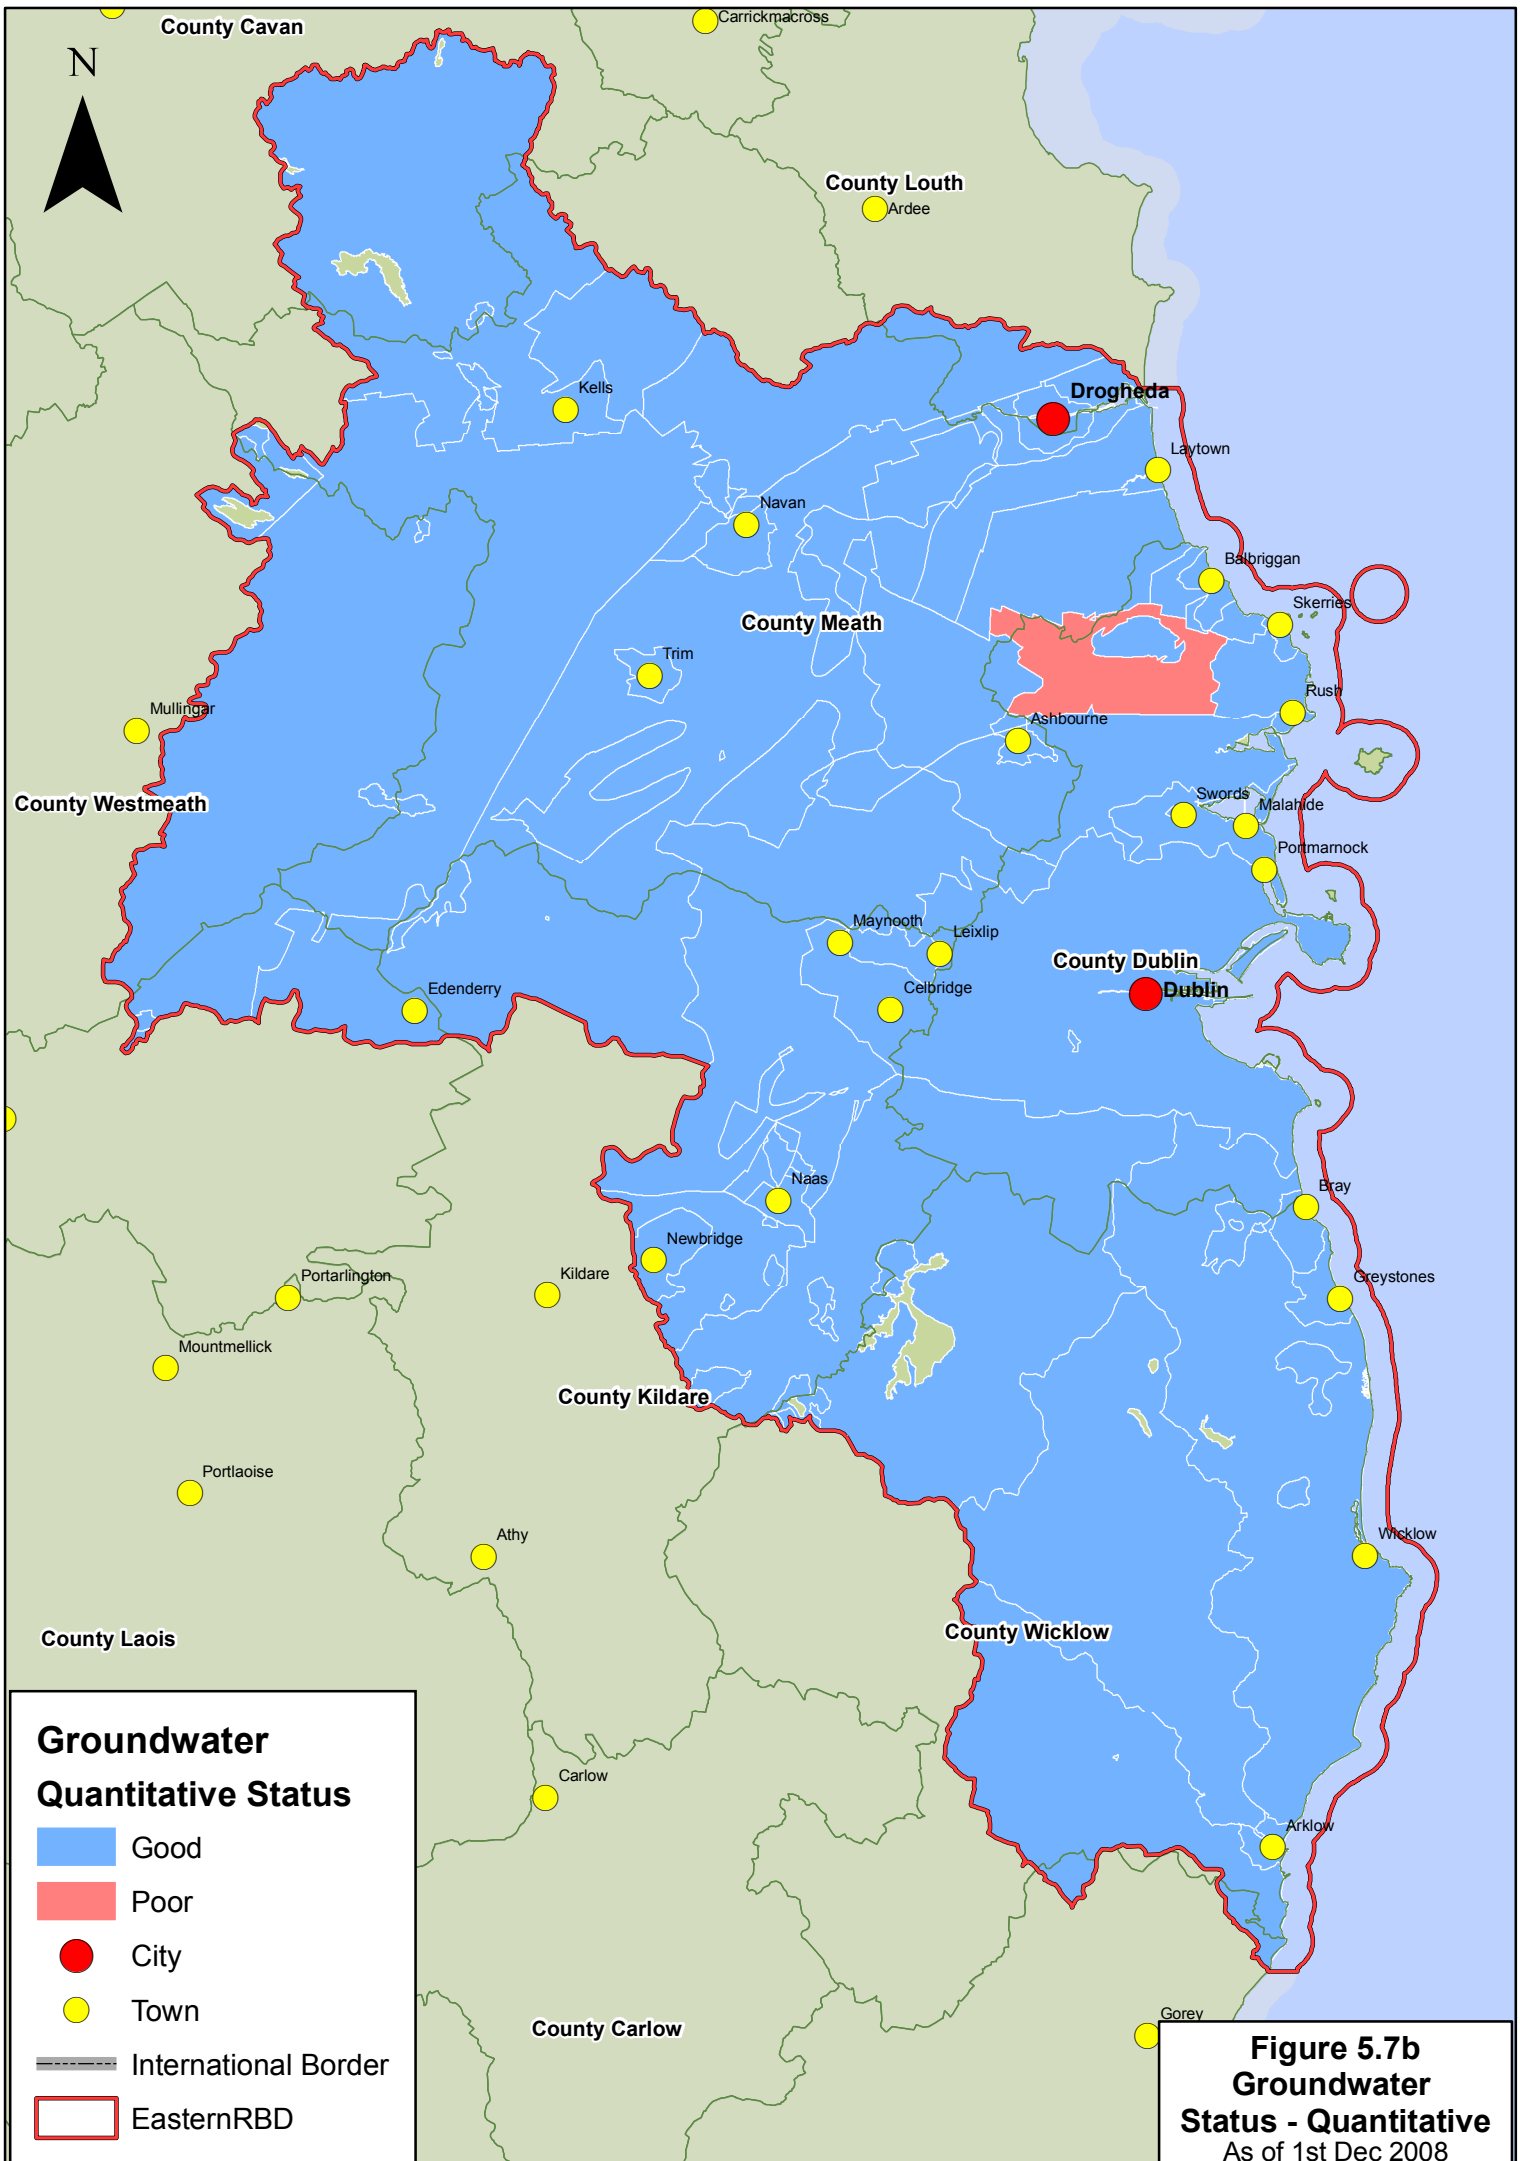 County Cavan
Carrickmacross
N
County Louth
Ardee
Kells
Drogheda
Laytown
Navan
Balbriggan
Skerries
County Meath
Trim
Mullingar
Rush
Ashbourne
County Westmeath
Swords
Malahide
Portmarnock
Maynooth
Leixlip
County Dublin
Dublin
Edenderry
Celbridge
Naas
Bray
Newbridge
Kildare
Portarlington
Greystones
Mountmellick
County Kildare
Portlaoise
Athy
Wicklow
County Wicklow
County Laois
Carlow
Arklow
Gorey
County Carlow
Groundwater
Quantitative Status
Good
Poor
City
Town
International Border
EasternRBD
Figure 5.7b
Groundwater
Status - Quantitative
As of 1st Dec 2008